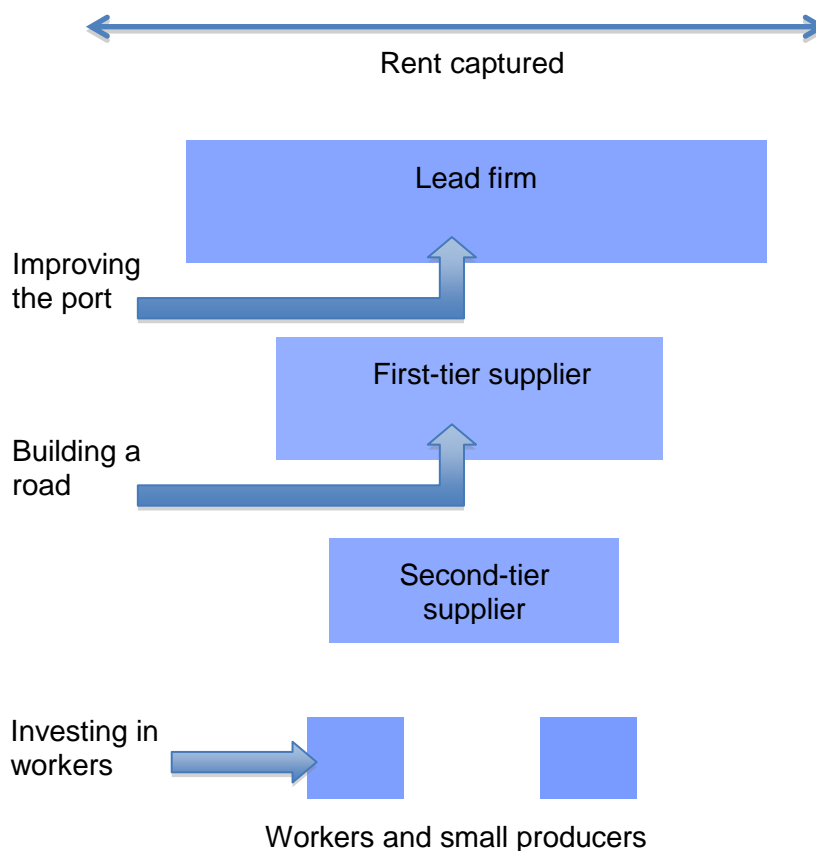 Rent captured
Lead firm
Improving
the port
First-tier supplier
Building a
road
Second-tier
supplier
Investing in
workers
Workers and small producers